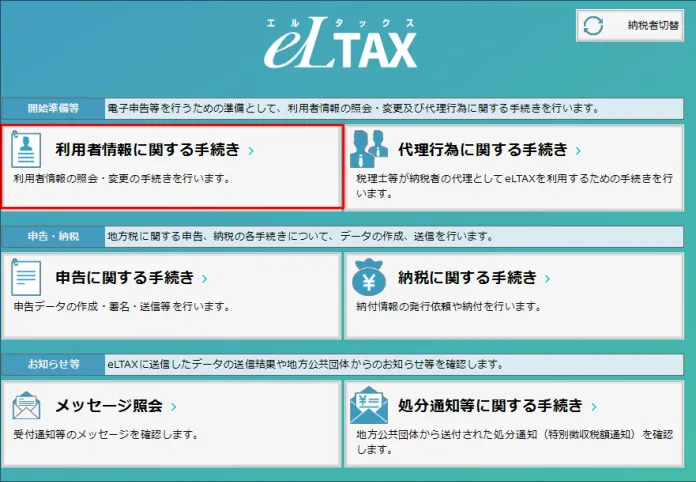 エルタックス
eLTAX
納税者切替
開始準備等
電子申告等を行うための準備として、利用者情報の照会・変更及び代理行為に関する手続きを行います。
利用者情報に関する手続き
利用者情報の照会・変更の手続きを行います。
代理行為に関する手続き
税理士等が納税者の代理としてeLTAXを利用するための手続きを行
います。
申告・納税
地方税に関する申告、納税の各手続きについて、データの作成、送信を行います。
申告に関する手続き
申告データの作成・署名・送信等を行います。
納税に関する手続き
納付情報の発行依頼や納付を行います。
お知らせ等
eLTAXに送信したデータの送信結果や地方公共団体からのお知らせ等を確認します。
メッセージ照会
受付通知等のメッセージを確認します。
処分通知等に関する手続き
地方公共団体から送付された処分通知（特別徴収税額通知）を確認
します。